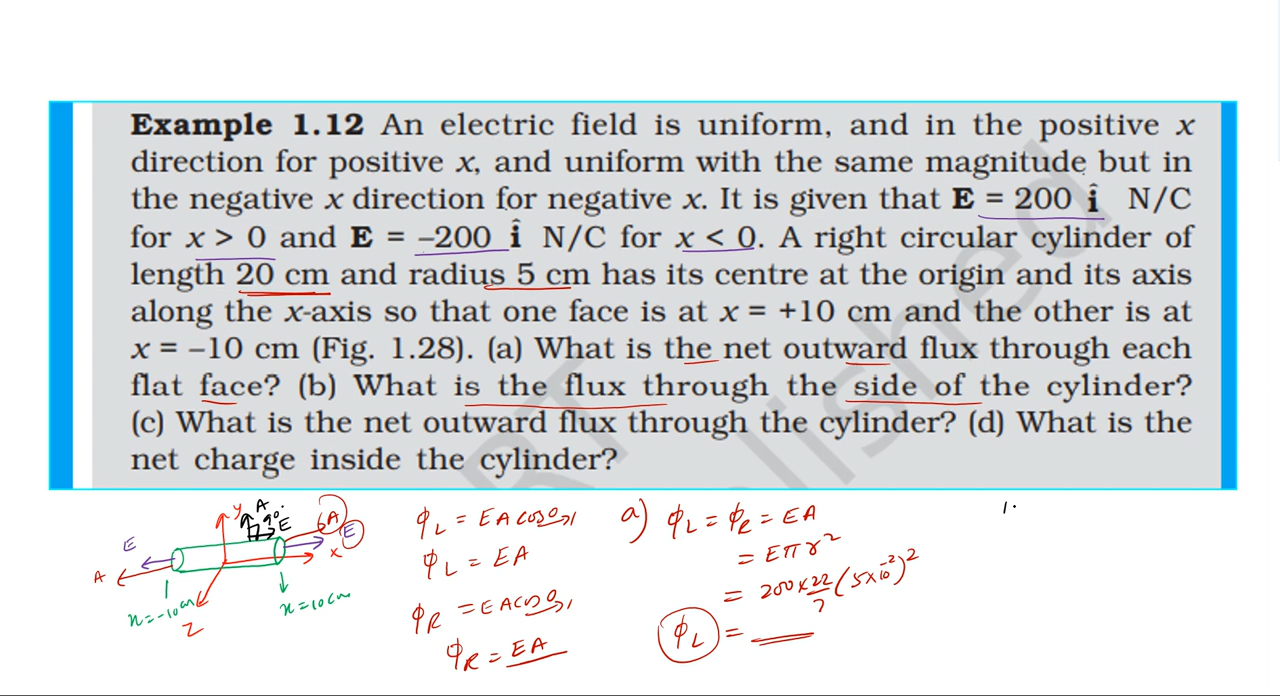 Example 1.12 An electric field is uniform, and in the positive x
direction for positive x, and uniform with the same magnitude but in
the negative x direction for negative x. It is given that E = 200 î N/C
for x > 0 and E = –200 î N/C for x < 0. A right circular cylinder of
length 20 cm and radius 5 cm has its centre at the origin and its axis
along the x-axis so that one face is at x = +10 cm and the other is at
x = –10 cm (Fig. 1.28). (a) What is the net outward flux through each
flat face? (b) What is the flux through the side of the cylinder?
(c) What is the net outward flux through the cylinder? (d) What is the
net charge inside the cylinder?
y
A
90°
E
A
E
x
E
A
x=-10cm
z
x=10cm
ϕL = EA cos0
ϕL = EA
ϕR = EA cos0
ϕR = EA
a) ϕL = ϕR = EA
= Eπr²
= 200×22/7 (5×10⁻²)²
ϕL =
1.